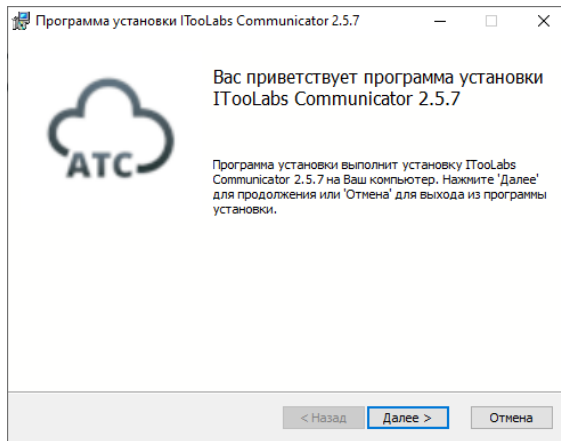 Программа установки ITooLabs Communicator 2.5.7
Вас приветствует программа установки
ITooLabs Communicator 2.5.7
АТС
Программа установки выполнит установку ITooLabs
Communicator 2.5.7 на Ваш компьютер. Нажмите 'Далее'
для продолжения или 'Отмена' для выхода из программы
установки.
< Назад
Далее >
Отмена